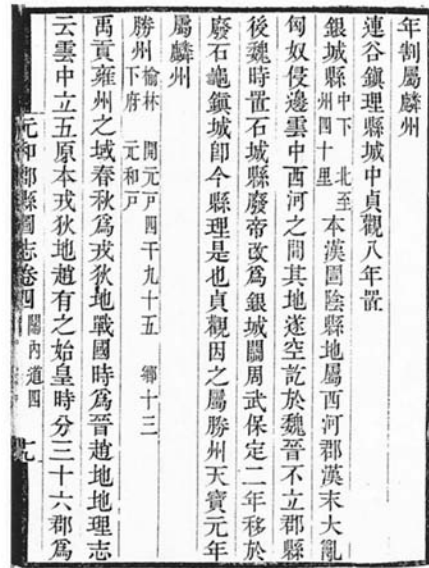 年割屬麟州
連谷鎮理縣城中貞觀八年置
銀城縣中下 北至州四十里 本漢圁陰縣地屬西河郡漢末大亂
匈奴侵邊雲中西河之間其地遂空訖於魏晉不立郡縣
後魏時置石城縣廢帝改爲銀城關周武保定二年移於
廢石龜鎮城卽今縣理是也貞觀因之屬勝州天寶元年
屬麟州
勝州榆林下府 開元戶四千九十五 鄉十三 元和戶
禹貢雍州之域春秋爲戎狄地戰國時爲晉趙地地理志
云雲中立五原本戎狄地趙有之始皇時分三十六郡爲
元和郡縣圖志卷四 關內道四 九